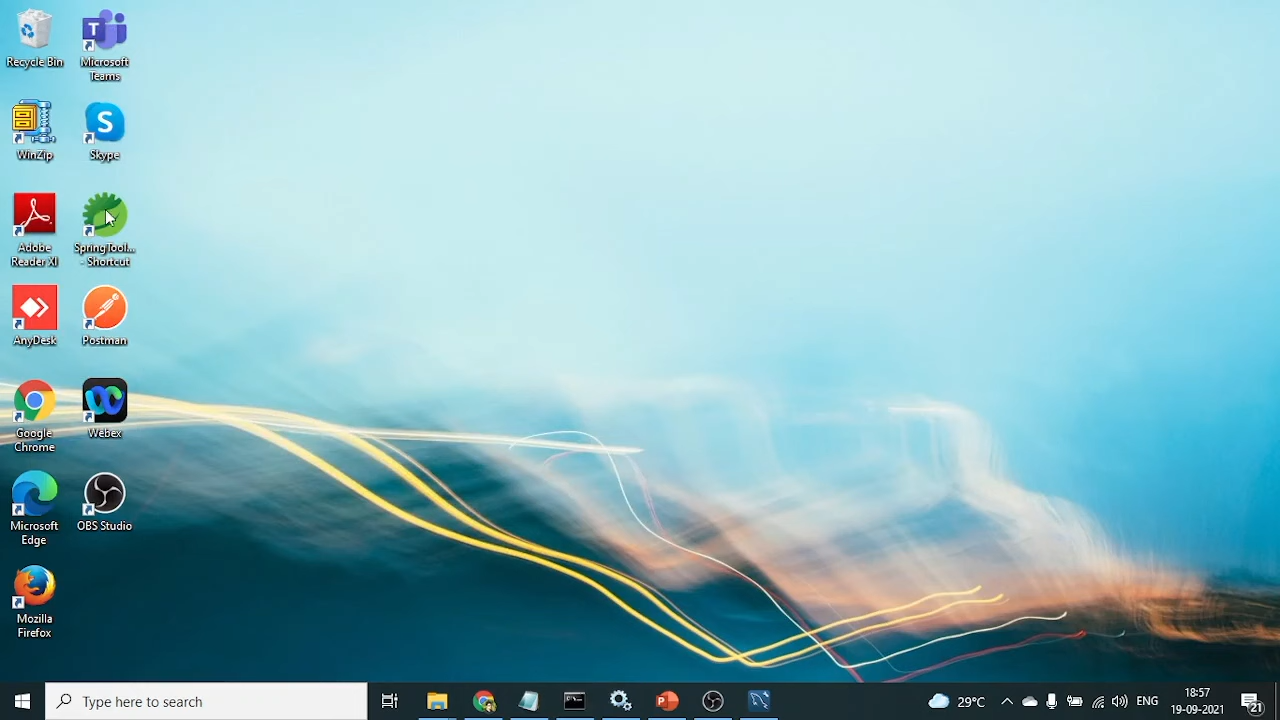 Recycle Bin
Microsoft
Teams
WinZip
Skype
Adobe
Reader XI
SpringTool...
- Shortcut
AnyDesk
Postman
Google
Chrome
Webex
Microsoft
Edge
OBS Studio
Mozilla
Firefox
Type here to search
29°C
ENG
18:57
19-09-2021
21